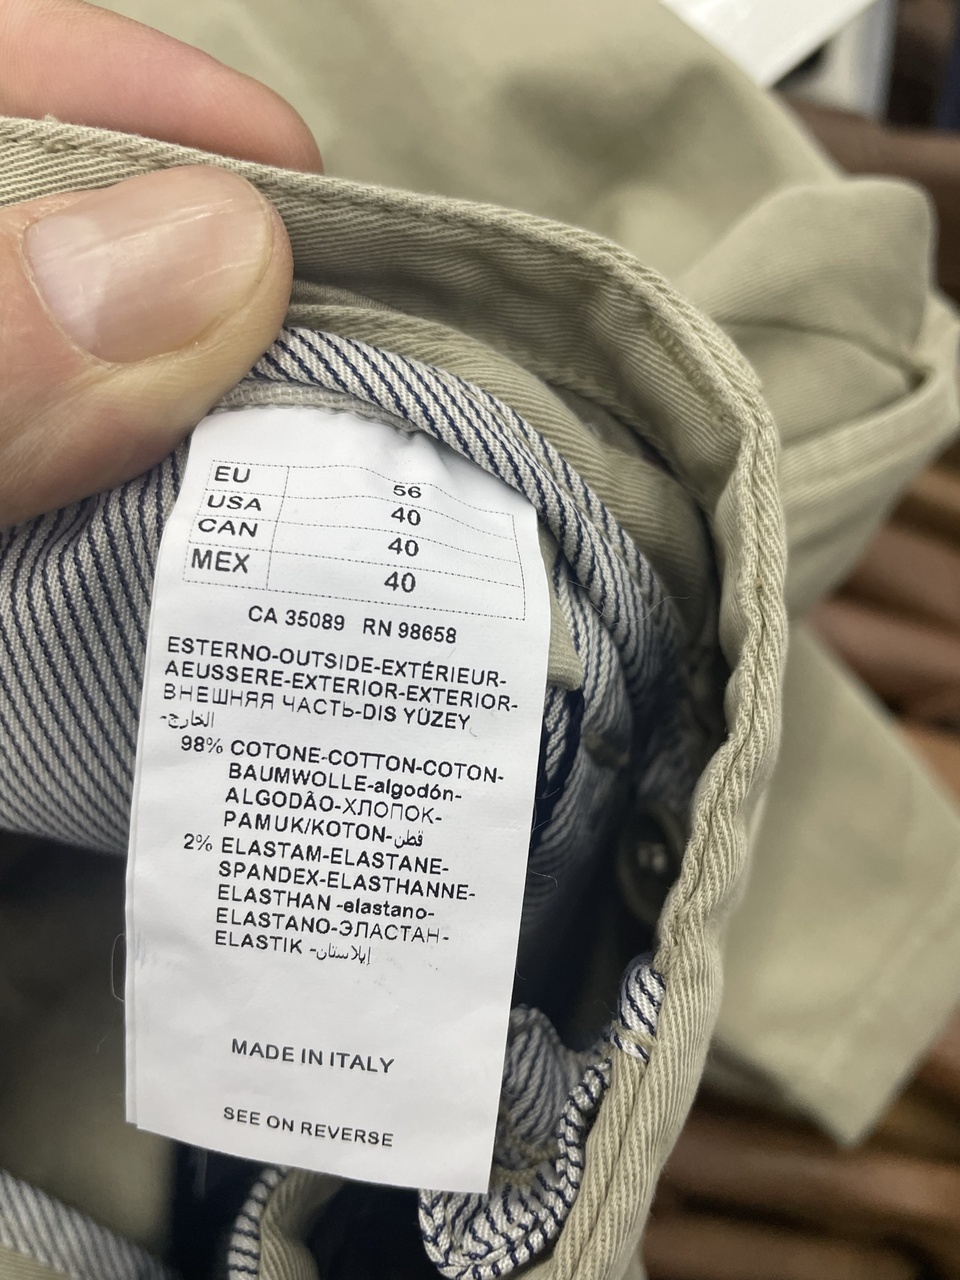 EU 56
USA 40
CAN 40
MEX 40
CA 35089 RN 98658
ESTERNO-OUTSIDE-EXTÉRIEUR-
AEUSSERE-EXTERIOR-EXTERIOR-
ВНЕШНЯЯ ЧАСТЬ-DIS YÜZEY
-الخارج
98% COTONE-COTTON-COTON-
BAUMWOLLE-algodón-
ALGODÃO-ХЛОПОК-
PAMUK/KOTON-قطن
2% ELASTAM-ELASTANE-
SPANDEX-ELASTHANNE-
ELASTHAN -elastano-
ELASTANO-ЭЛАСТАН-
ELASTIK -إيلاستان
MADE IN ITALY
SEE ON REVERSE